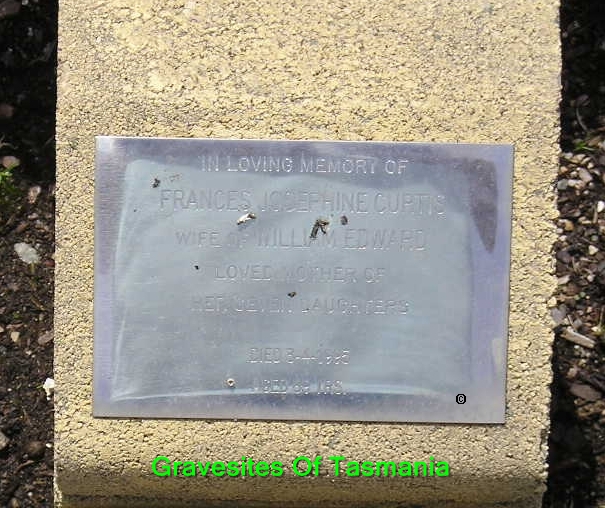 IN LOVING MEMORY OF
FRANCES JOSEPHINE CURTIS
WIFE OF WILLIAM EDWARD
LOVED MOTHER OF
HER SEVEN DAUGHTERS
DIED
AGED 89 YRS.
©
Gravesites Of Tasmania